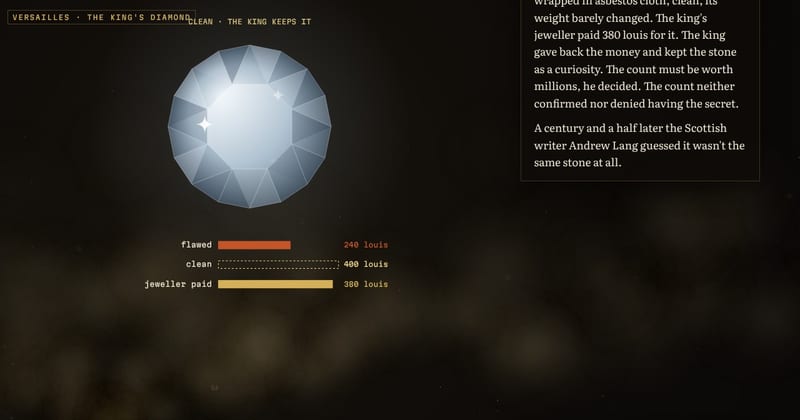 VERSAILLES · THE KING'S DIAMOND
CLEAN · THE KING KEEPS IT
flawed 240 louis
clean 400 louis
jeweller paid 380 louis
wrapped in asbestos cloth, clean, its
weight barely changed. The king's
jeweller paid 380 louis for it. The king
gave back the money and kept the stone
as a curiosity. The count must be worth
millions, he decided. The count neither
confirmed nor denied having the secret.
A century and a half later the Scottish
writer Andrew Lang guessed it wasn't the
same stone at all.